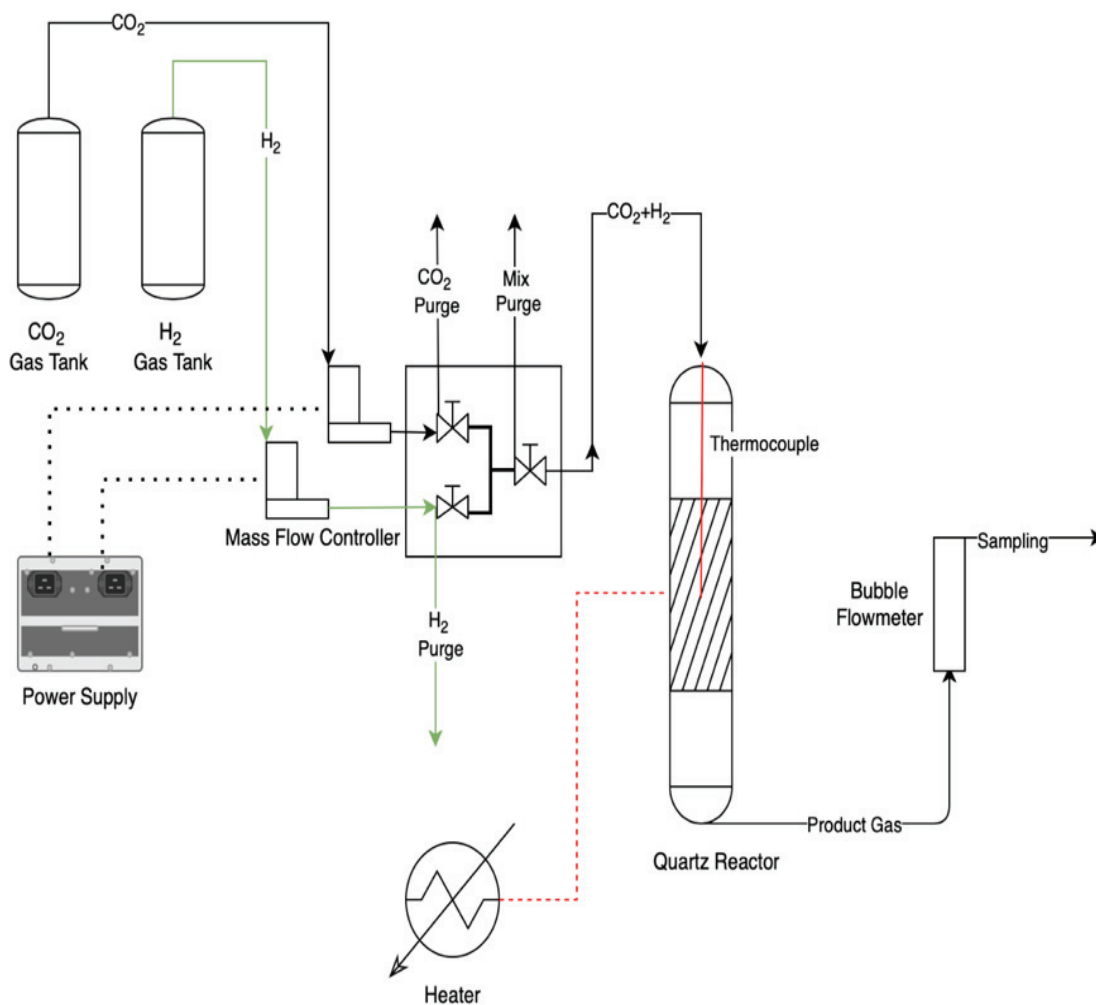 CO₂
H₂
CO₂+H₂
CO₂
Purge
Mix
Purge
CO₂
Gas Tank
H₂
Gas Tank
Thermocouple
Mass Flow Controller
Sampling
Bubble
Flowmeter
H₂
Purge
Power Supply
Product Gas
Quartz Reactor
Heater